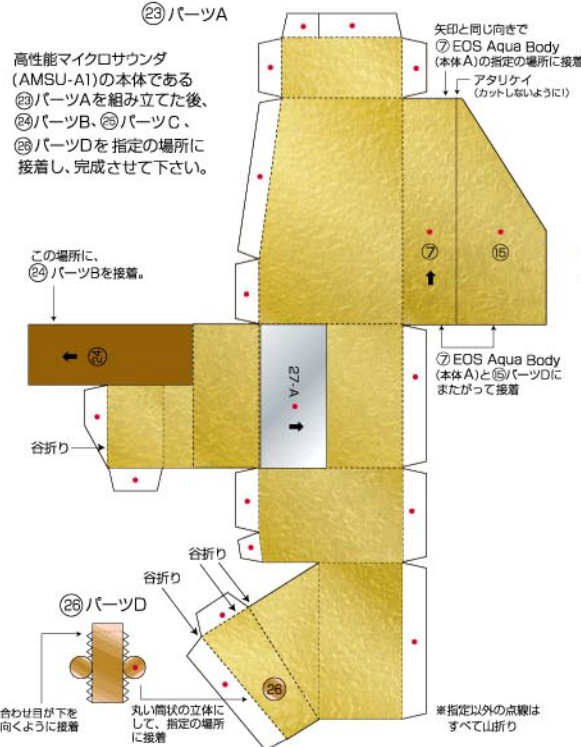 ㉓パーツA
高性能マイクロサウンダ
(AMSU-A1)の本体である
㉓パーツAを組み立てた後、
㉔パーツB、㉕パーツC、
㉖パーツDを指定の場所に
接着し、完成させて下さい。
矢印と同じ向きで
⑦EOS Aqua Body
(本体A)の指定の場所に接着
アタリケイ
(カットしないように!)
⑦
⑮
この場所に、
㉔パーツBを接着。
㉔
27-A
⑦EOS Aqua Body
(本体A)と⑮パーツDに
またがって接着
谷折り
谷折り
谷折り
㉖パーツD
㉖
合わせ目が下を
向くように接着
丸い筒状の立体に
して、指定の場所
に接着
※指定以外の点線は
すべて山折り